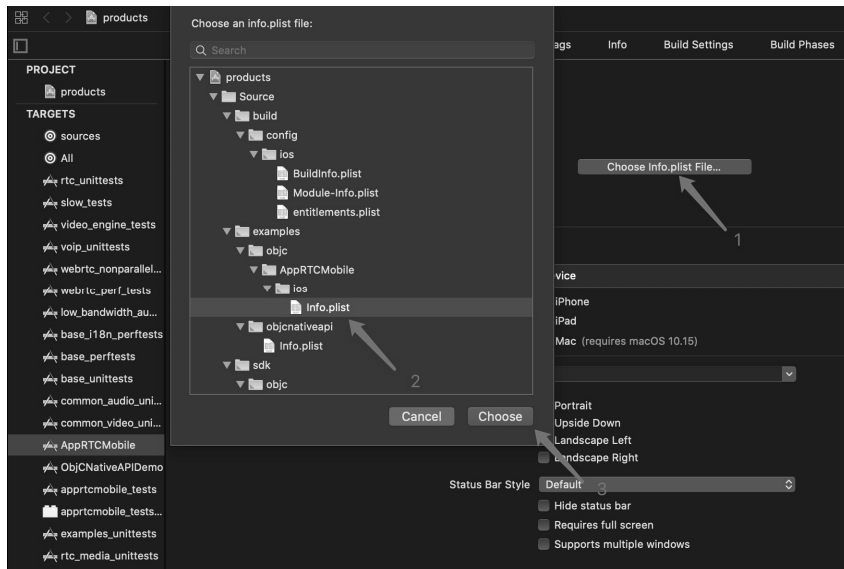 products
Choose an info.plist file:
Search
ags
Info
Build Settings
Build Phases
PROJECT
products
TARGETS
sources
All
rtc_unittests
slow_tests
video_engine_tests
voip_unittests
webrtc_nonparallel...
webrtc_perf_tests
low_bandwidth_au...
base_i18n_perftests
base_perftests
base_unittests
common_audio_uni...
common_video_uni...
AppRTCMobile
ObjCNativeAPIDemo
apprtcmobile_tests
apprtcmobile_tests...
examples_unittests
rtc_media_unittests
products
Source
build
config
ios
BuildInfo.plist
Module-Info.plist
entitlements.plist
examples
objc
AppRTCMobile
ios
Info.plist
objcnativeapi
Info.plist
sdk
objc
2
Cancel
Choose
Choose Info.plist File...
1
vice
iPhone
iPad
Mac (requires macOS 10.15)
Portrait
Upside Down
Landscape Left
Landscape Right
3
Status Bar Style
Default
Hide status bar
Requires full screen
Supports multiple windows